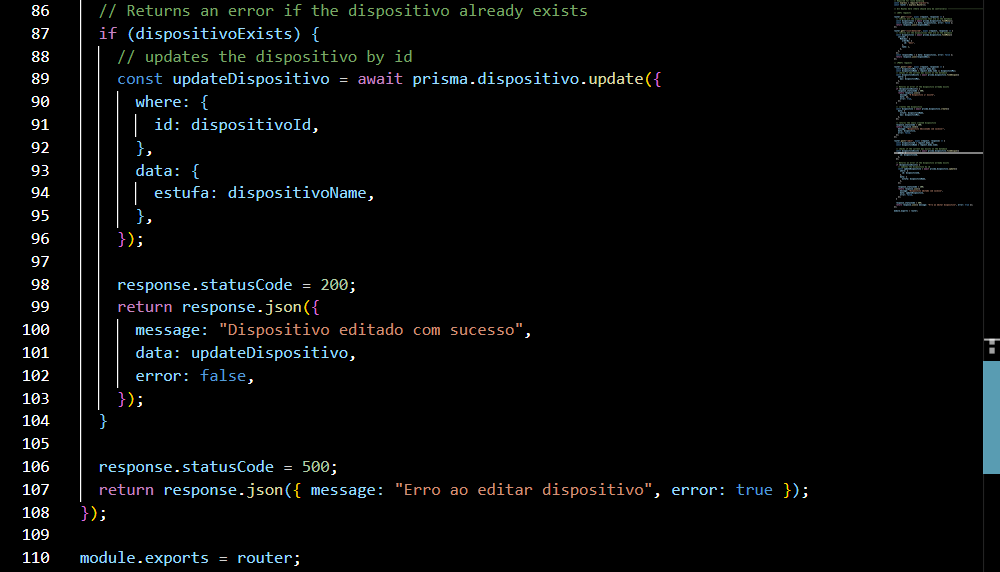 86 // Returns an error if the dispositivo already exists
87 if (dispositivoExists) {
88 // updates the dispositivo by id
89 const updateDispositivo = await prisma.dispositivo.update({
90 where: {
91 id: dispositivoId,
92 },
93 data: {
94 estufa: dispositivoName,
95 },
96 });
97
98 response.statusCode = 200;
99 return response.json({
100 message: "Dispositivo editado com sucesso",
101 data: updateDispositivo,
102 error: false,
103 });
104 }
105
106 response.statusCode = 500;
107 return response.json({ message: "Erro ao editar dispositivo", error: true });
108 });
109
110 module.exports = router;